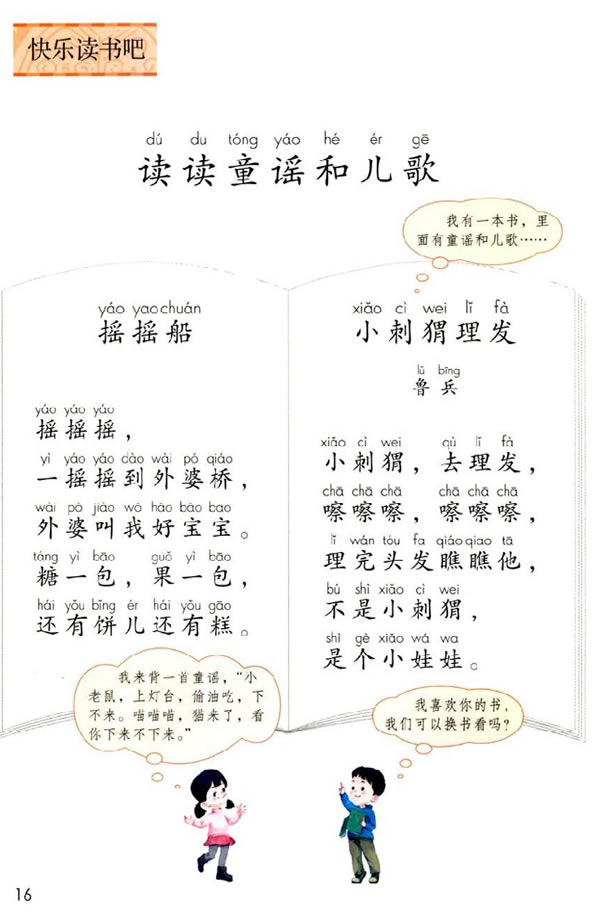 快乐读书吧
dú du tóng yáo hé ér gē
读读童谣和儿歌
我有一本书，里
面有童谣和儿歌……
yáo yao chuán
摇摇船
yáo yáo yáo
摇摇摇，
yì yáo yáo dào wài pó qiáo
一摇摇到外婆桥，
wài pó jiào wǒ hǎo bǎo bao
外婆叫我好宝宝。
táng yì bāo guǒ yì bāo
糖一包，果一包，
hái yǒu bǐng ér hái yǒu gāo
还有饼儿还有糕。
xiǎo cì wei lǐ fà
小刺猬理发
lǔ bīng
鲁兵
xiǎo cì wei qù lǐ fà
小刺猬，去理发，
chā chā chā chā chā chā
嚓嚓嚓，嚓嚓嚓，
lǐ wán tóu fa qiáo qiao tā
理完头发瞧瞧他，
bú shì xiǎo cì wei
不是小刺猬，
shì gè xiǎo wá wa
是个小娃娃。
我来背一首童谣，“小
老鼠，上灯台，偷油吃，下
不来。喵喵喵，猫来了，看
你下来不下来。”
我喜欢你的书，
我们可以换书看吗？
16